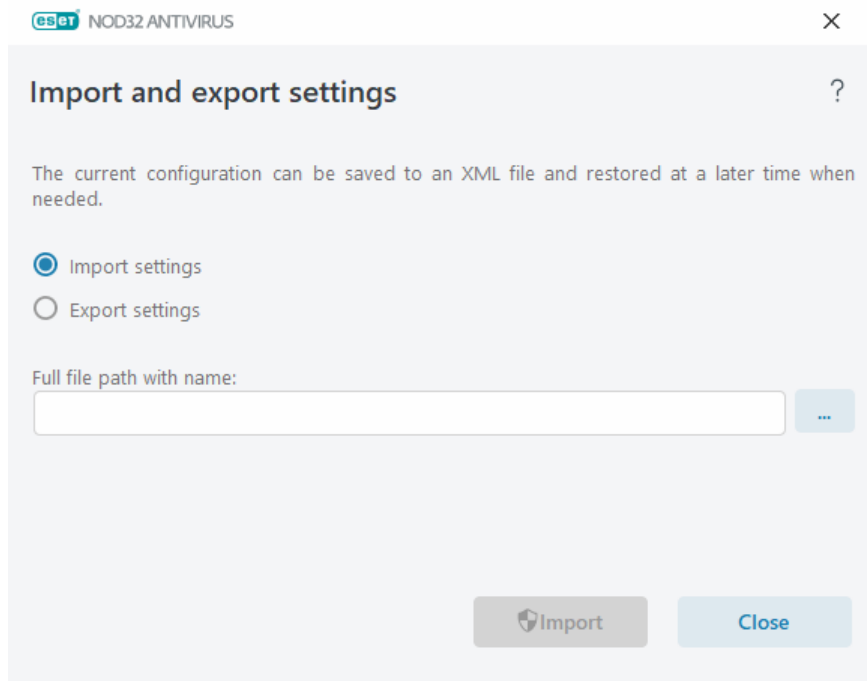 eset NOD32 ANTIVIRUS
Import and export settings
?
The current configuration can be saved to an XML file and restored at a later time when
needed.
Import settings
Export settings
Full file path with name:
...
Import
Close